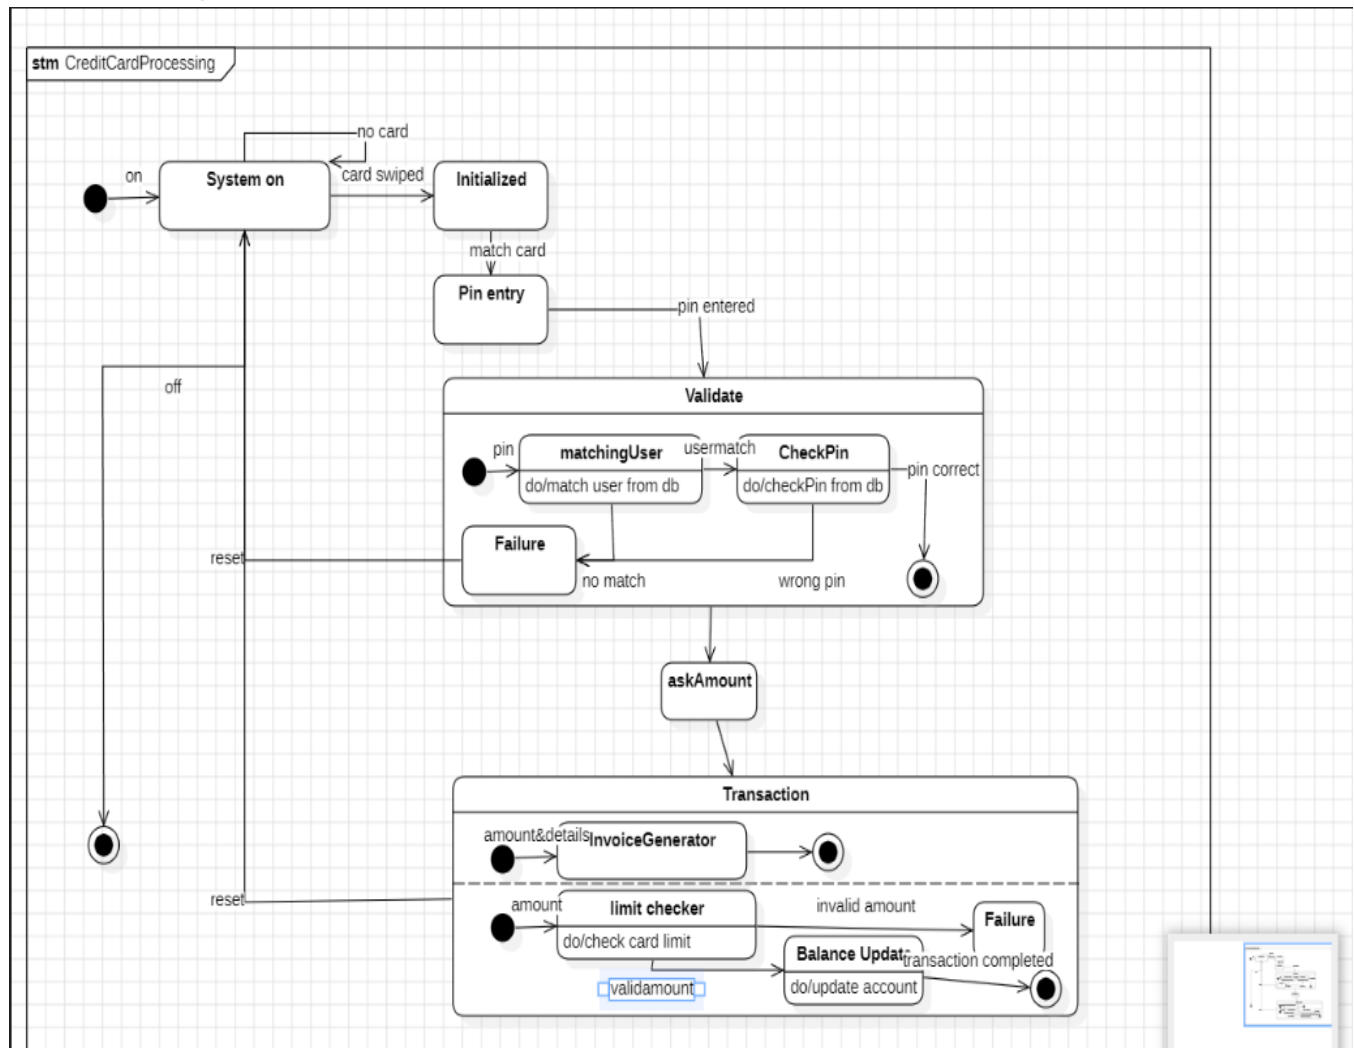 stm CreditCardProcessing
no card
on
System on
card swiped
Initialized
match card
Pin entry
pin entered
off
Validate
pin
matchingUser
usermatch
CheckPin
pin correct
do/match user from db
do/checkPin from db
Failure
reset
no match
wrong pin
askAmount
Transaction
amount&details
InvoiceGenerator
reset
amount
limit checker
invalid amount
Failure
do/check card limit
Balance Update
transaction completed
validamount
do/update account